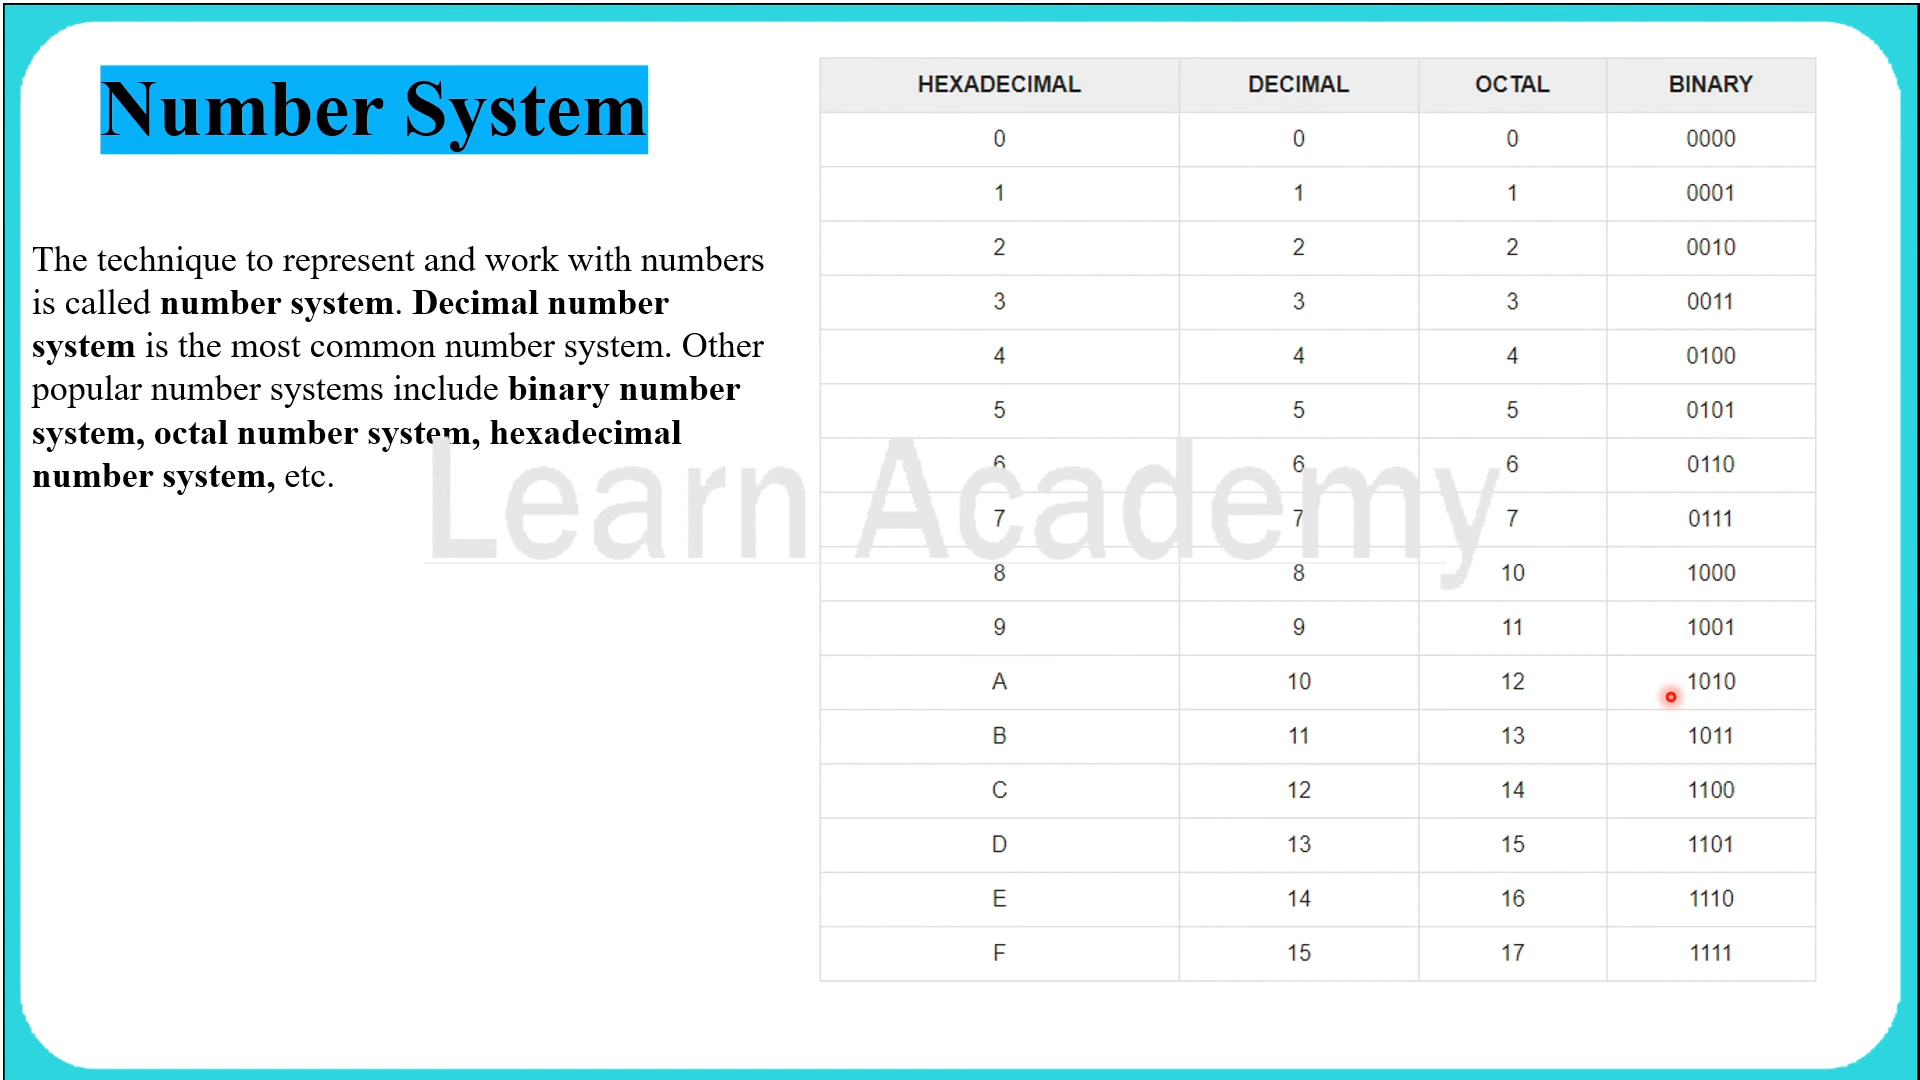 Number System
The technique to represent and work with numbers
is called number system. Decimal number
system is the most common number system. Other
popular number systems include binary number
system, octal number system, hexadecimal
number system, etc.
HEXADECIMAL DECIMAL OCTAL BINARY
0 0 0 0000
1 1 1 0001
2 2 2 0010
3 3 3 0011
4 4 4 0100
5 5 5 0101
6 6 6 0110
7 7 7 0111
8 8 10 1000
9 9 11 1001
A 10 12 1010
B 11 13 1011
C 12 14 1100
D 13 15 1101
E 14 16 1110
F 15 17 1111
Learn Academy